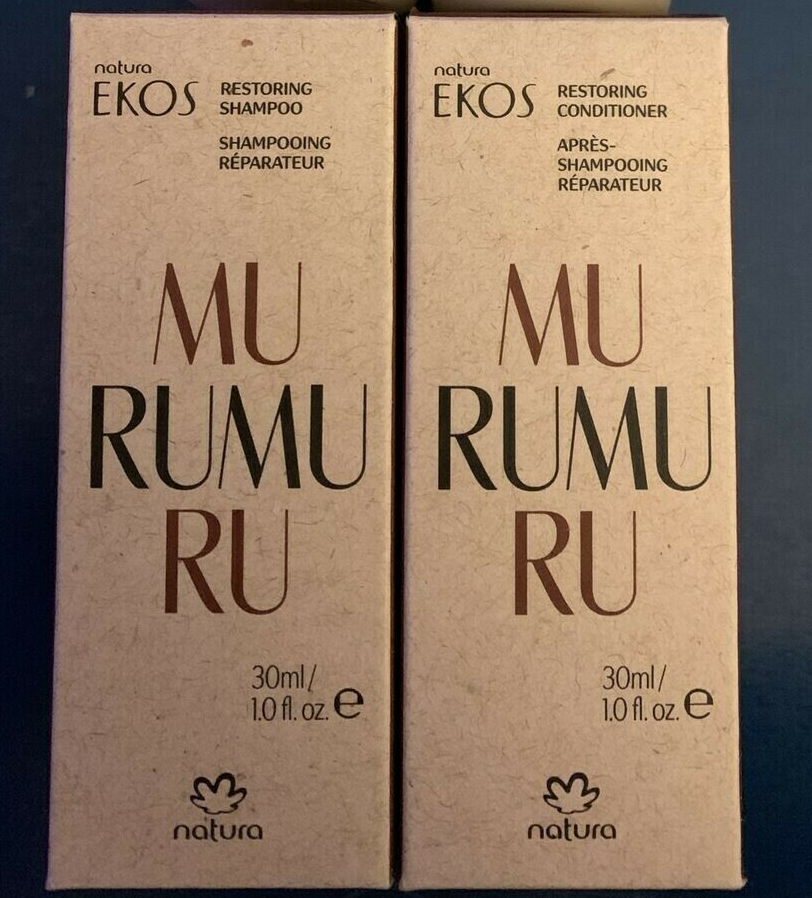 natura
EKOS
RESTORING
SHAMPOO
SHAMPOOING
RÉPARATEUR
MU
RUMU
RU
30ml/
1.0 fl. oz. e
natura
natura
EKOS
RESTORING
CONDITIONER
APRÈS-
SHAMPOOING
RÉPARATEUR
MU
RUMU
RU
30ml/
1.0 fl. oz. e
natura